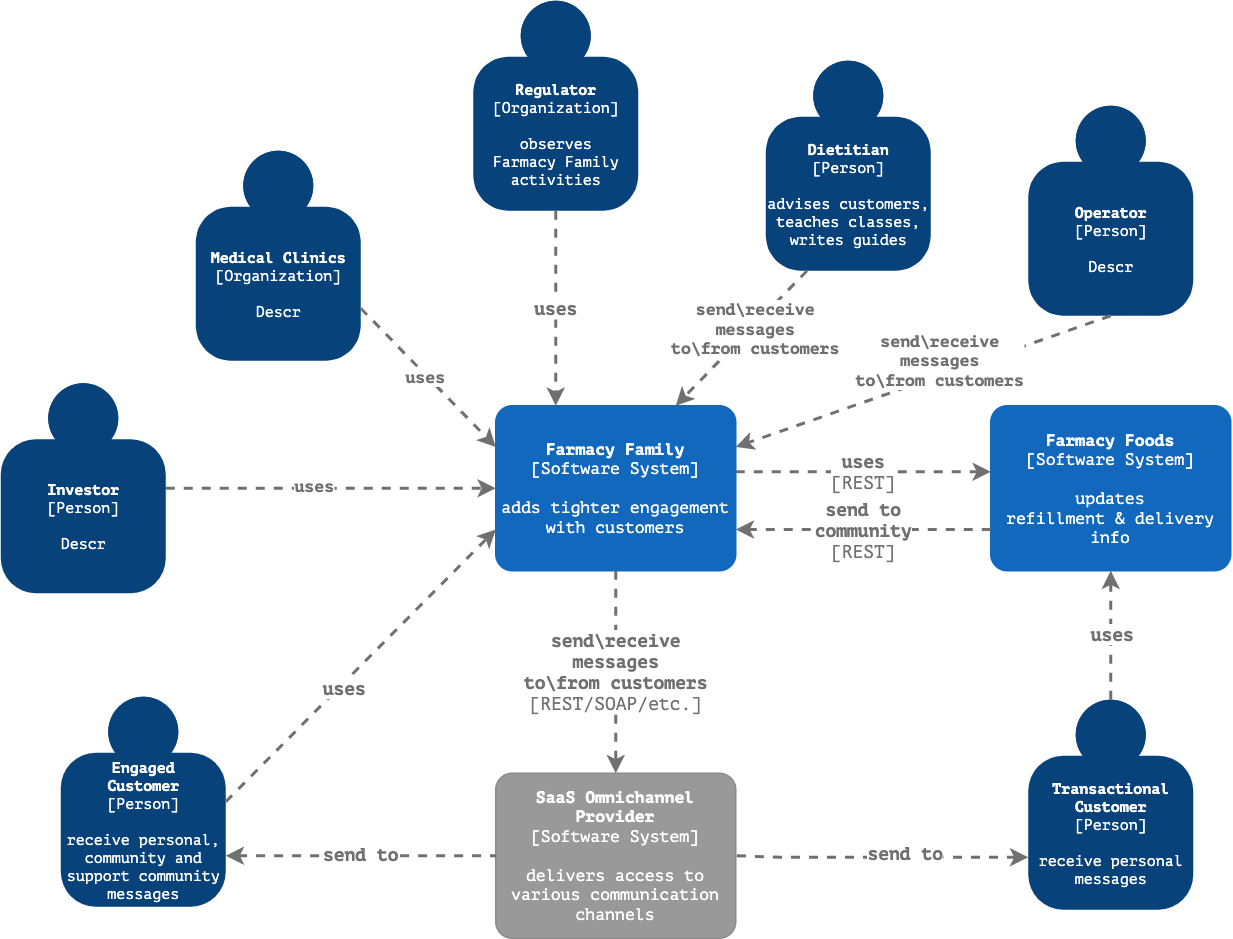 Regulator
[Organization]
observes
Farmacy Family
activities
Dietitian
[Person]
advises customers,
teaches classes,
writes guides
Operator
[Person]
Descr
Medical Clinics
[Organization]
Descr
uses
send\receive
messages
to\from customers
send\receive
messages
to\from customers
uses
Investor
[Person]
Descr
uses
Farmacy Family
[Software System]
adds tighter engagement
with customers
uses
[REST]
send to
community
[REST]
Farmacy Foods
[Software System]
updates
refillment & delivery
info
send\receive
messages
to\from customers
[REST/SOAP/etc.]
uses
uses
Engaged
Customer
[Person]
receive personal,
community and
support community
messages
send to
SaaS Omnichannel
Provider
[Software System]
delivers access to
various communication
channels
send to
Transactional
Customer
[Person]
receive personal
messages